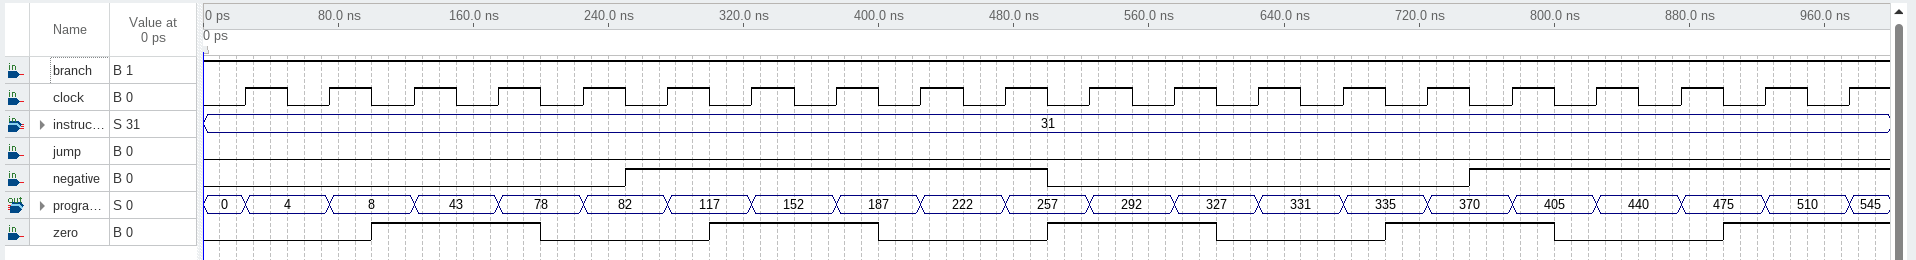 Name Value at 0 ps
0 ps 80.0 ns 160.0 ns 240.0 ns 320.0 ns 400.0 ns 480.0 ns 560.0 ns 640.0 ns 720.0 ns 800.0 ns 880.0 ns 960.0 ns
0 ps
in branch B 1
in clock B 0
in instruc... S 31 31
in jump B 0
in negative B 0
out progra... S 0 0 4 8 43 78 82 117 152 187 222 257 292 327 331 335 370 405 440 475 510 545
in zero B 0